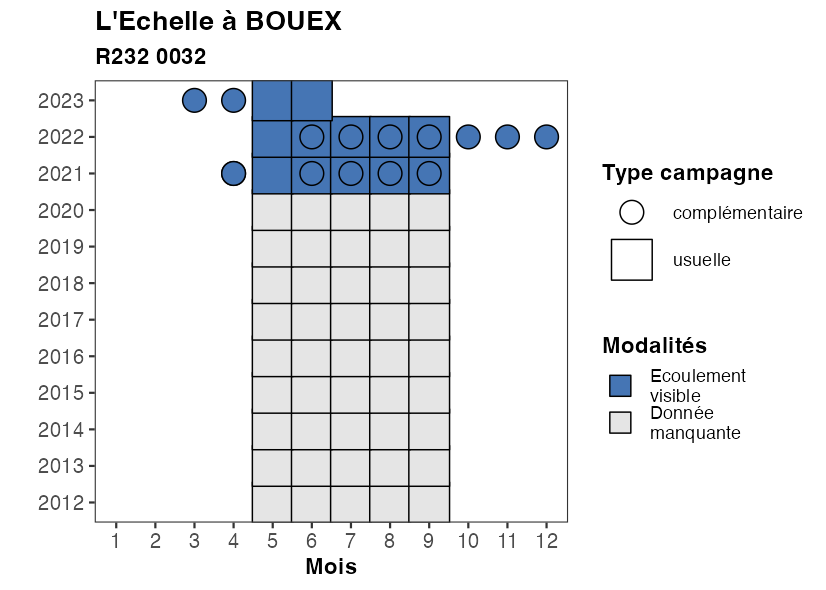 L'Echelle à BOUEX
R232 0032
2023
2022
2021
2020
2019
2018
2017
2016
2015
2014
2013
2012
1 2 3 4 5 6 7 8 9 10 11 12
Mois
Type campagne
complémentaire
usuelle
Modalités
Ecoulement
visible
Donnée
manquante